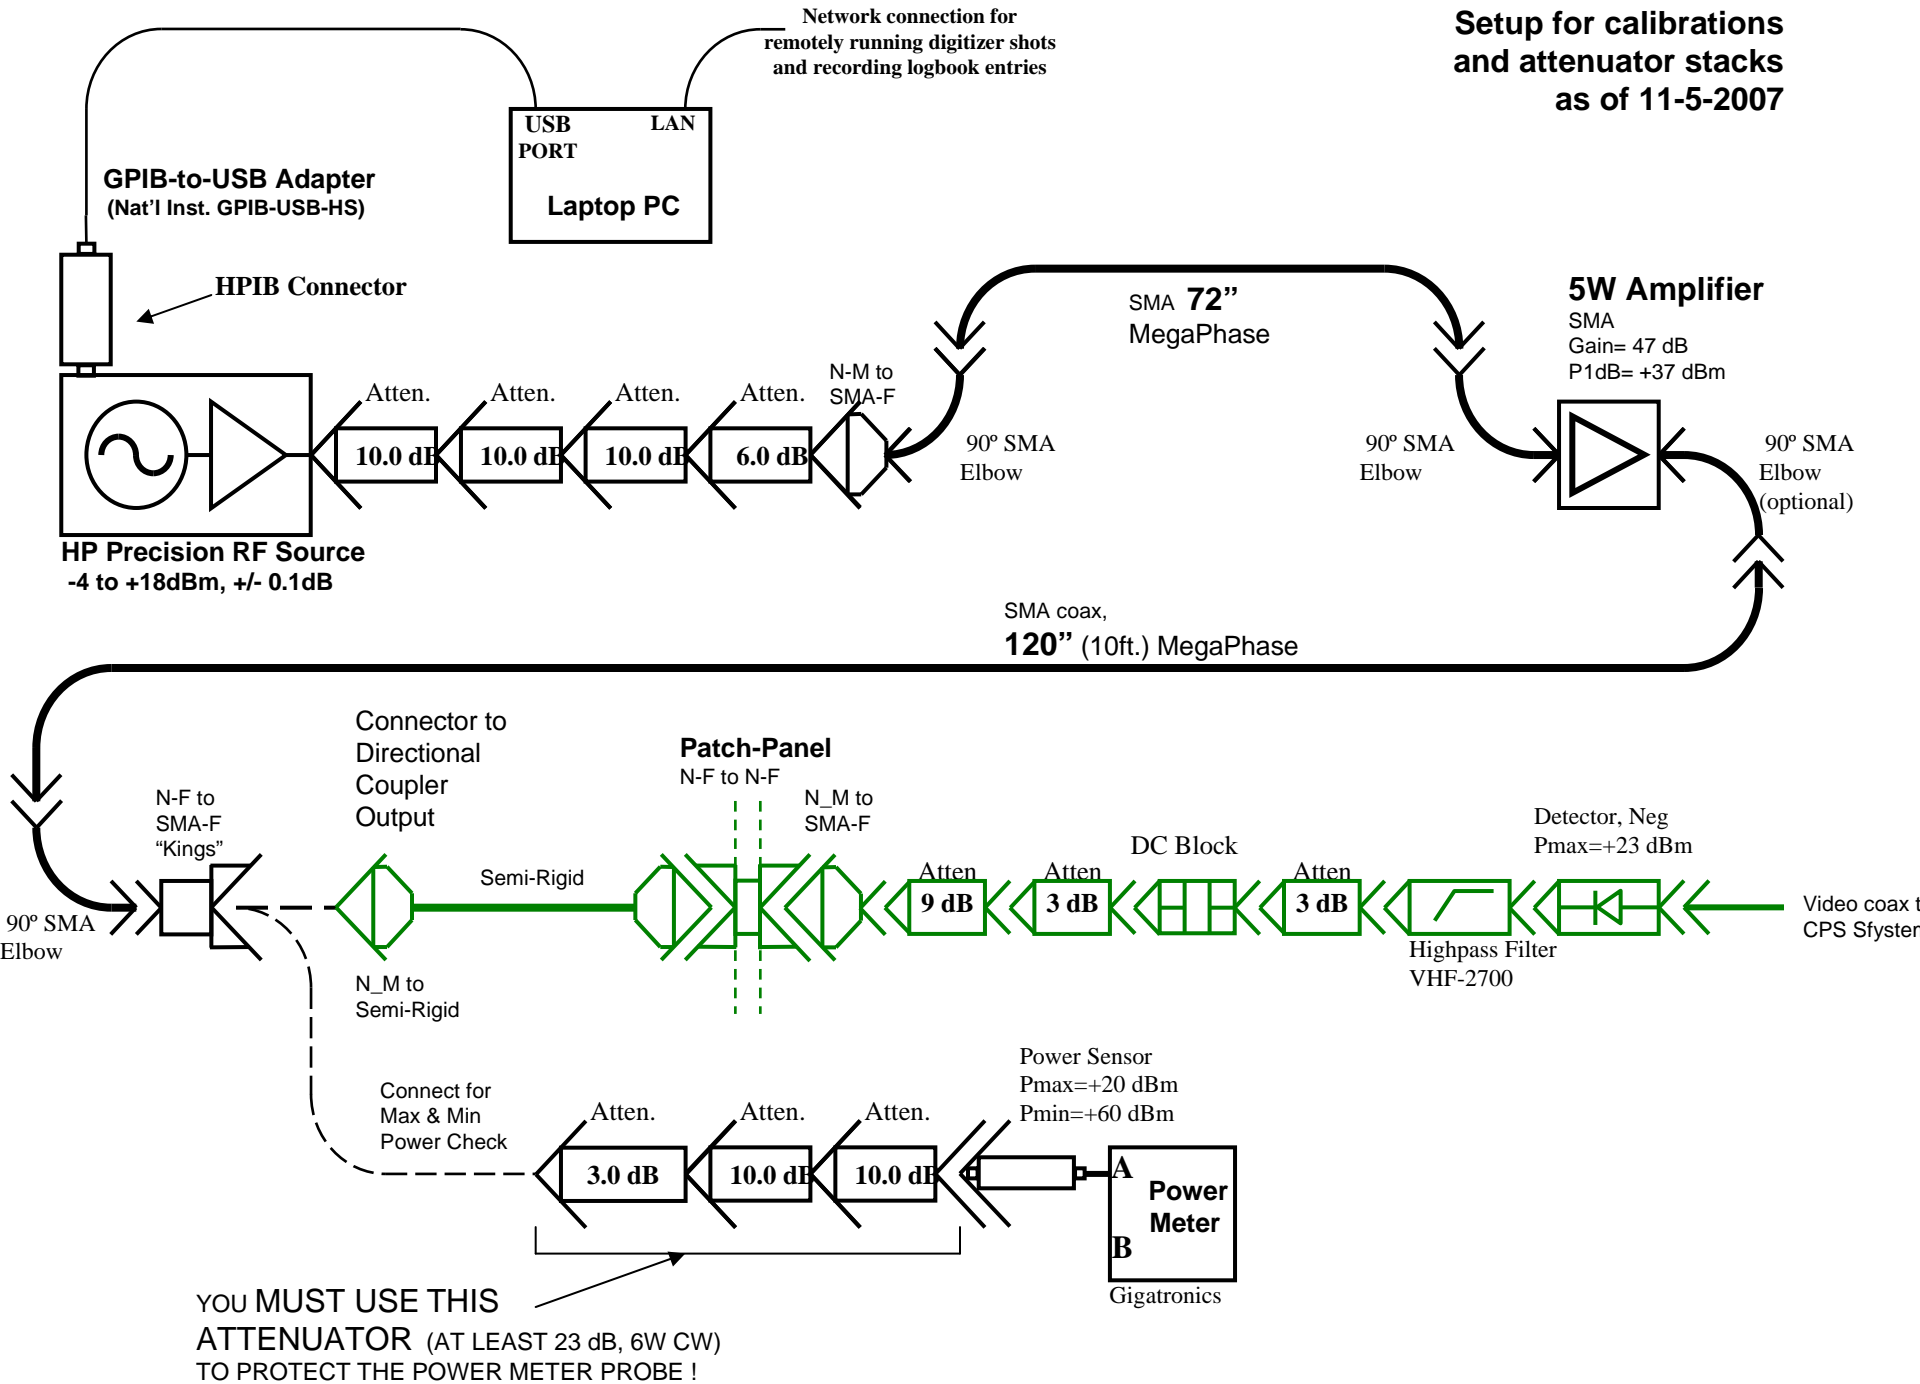 Network connection for
remotely running digitizer shots
and recording logbook entries
Setup for calibrations
and attenuator stacks
as of 11-5-2007
USB
PORT
LAN
Laptop PC
GPIB-to-USB Adapter
(Nat'l Inst. GPIB-USB-HS)
HPIB Connector
SMA 72”
MegaPhase
5W Amplifier
SMA
Gain= 47 dB
P1dB= +37 dBm
Atten.
Atten.
Atten.
Atten.
N-M to
SMA-F
10.0 dB
10.0 dB
10.0 dB
6.0 dB
90º SMA
Elbow
90º SMA
Elbow
90º SMA
Elbow
(optional)
HP Precision RF Source
-4 to +18dBm, +/- 0.1dB
SMA coax,
120” (10ft.) MegaPhase
Connector to
Directional
Coupler
Output
Patch-Panel
N-F to N-F
N-F to
SMA-F
“Kings”
N_M to
SMA-F
Semi-Rigid
DC Block
Detector, Neg
Pmax=+23 dBm
Atten
Atten
Atten
9 dB
3 dB
3 dB
90º SMA
Elbow
Video coax t
CPS Sfyster
Highpass Filter
VHF-2700
N_M to
Semi-Rigid
Power Sensor
Pmax=+20 dBm
Pmin=+60 dBm
Connect for
Max & Min
Power Check
Atten.
Atten.
Atten.
3.0 dB
10.0 dB
10.0 dB
A
B
Power
Meter
Gigatronics
YOU MUST USE THIS
ATTENUATOR (AT LEAST 23 dB, 6W CW)
TO PROTECT THE POWER METER PROBE !